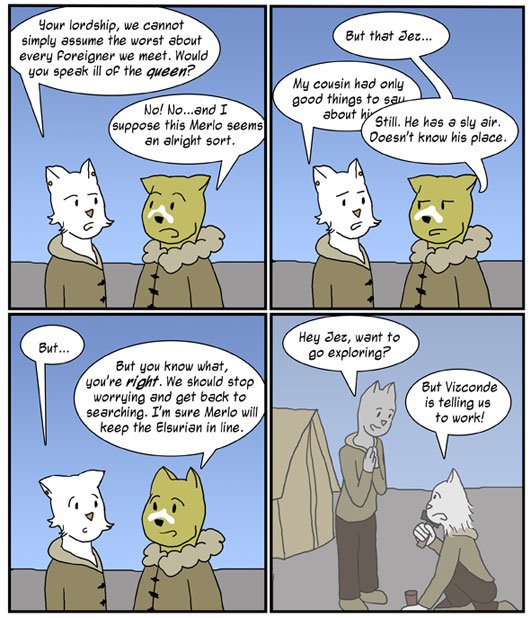 Your lordship, we cannot
simply assume the worst about
every foreigner we meet. Would
you speak ill of the queen?
No! No...and I
suppose this Merlo seems
an alright sort.
But that Jez...
My cousin had only
good things to say
about
Still. He has a sly air.
Doesn't know his place.
But...
But you know what,
you're right. We should stop
worrying and get back to
searching. I'm sure Merlo will
keep the Elsurian in line.
Hey Jez, want to
go exploring?
But Vizconde
is telling us
to work!